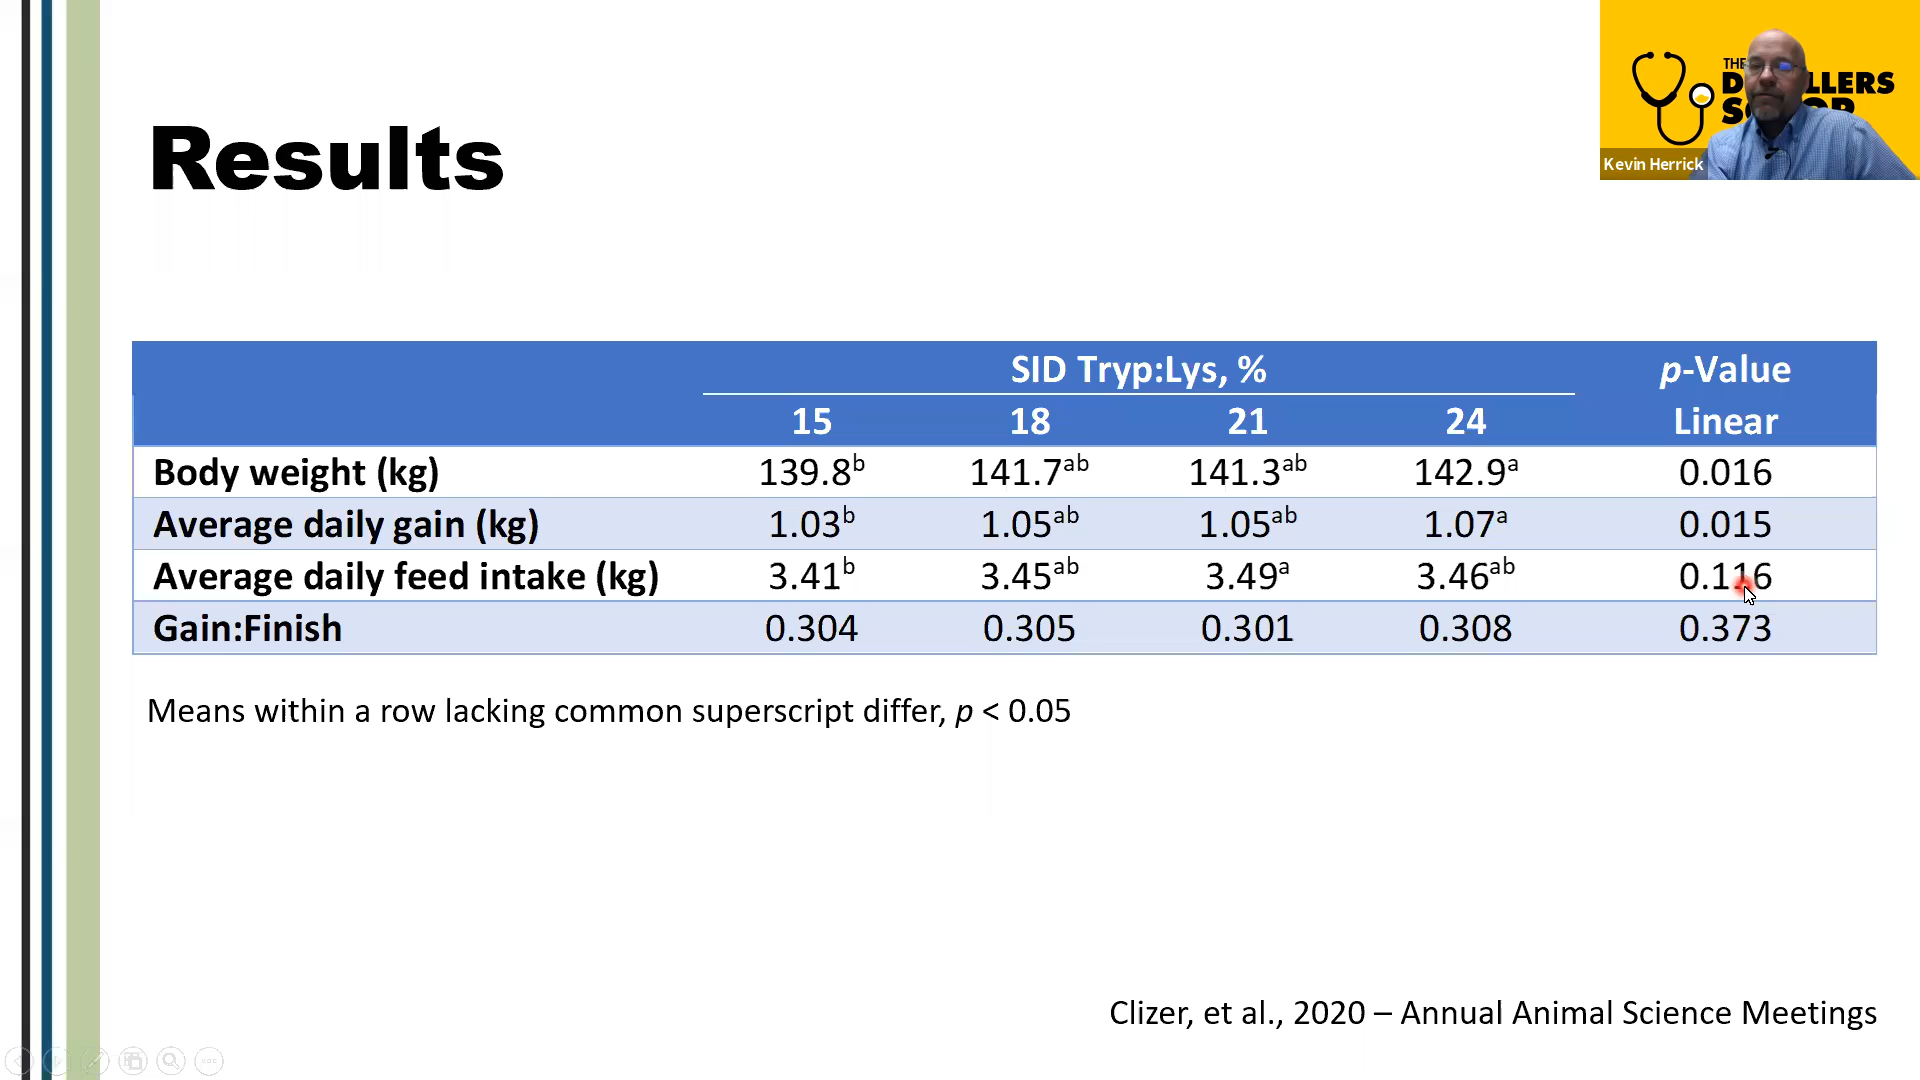 THE
LLERS
Kevin Herrick
Results
SID Tryp:Lys, % p-Value
15 18 21 24 Linear
Body weight (kg) 139.8b 141.7ab 141.3ab 142.9a 0.016
Average daily gain (kg) 1.03b 1.05ab 1.05ab 1.07a 0.015
Average daily feed intake (kg) 3.41b 3.45ab 3.49a 3.46ab 0.116
Gain:Finish 0.304 0.305 0.301 0.308 0.373
Means within a row lacking common superscript differ, p < 0.05
Clizer, et al., 2020 – Annual Animal Science Meetings